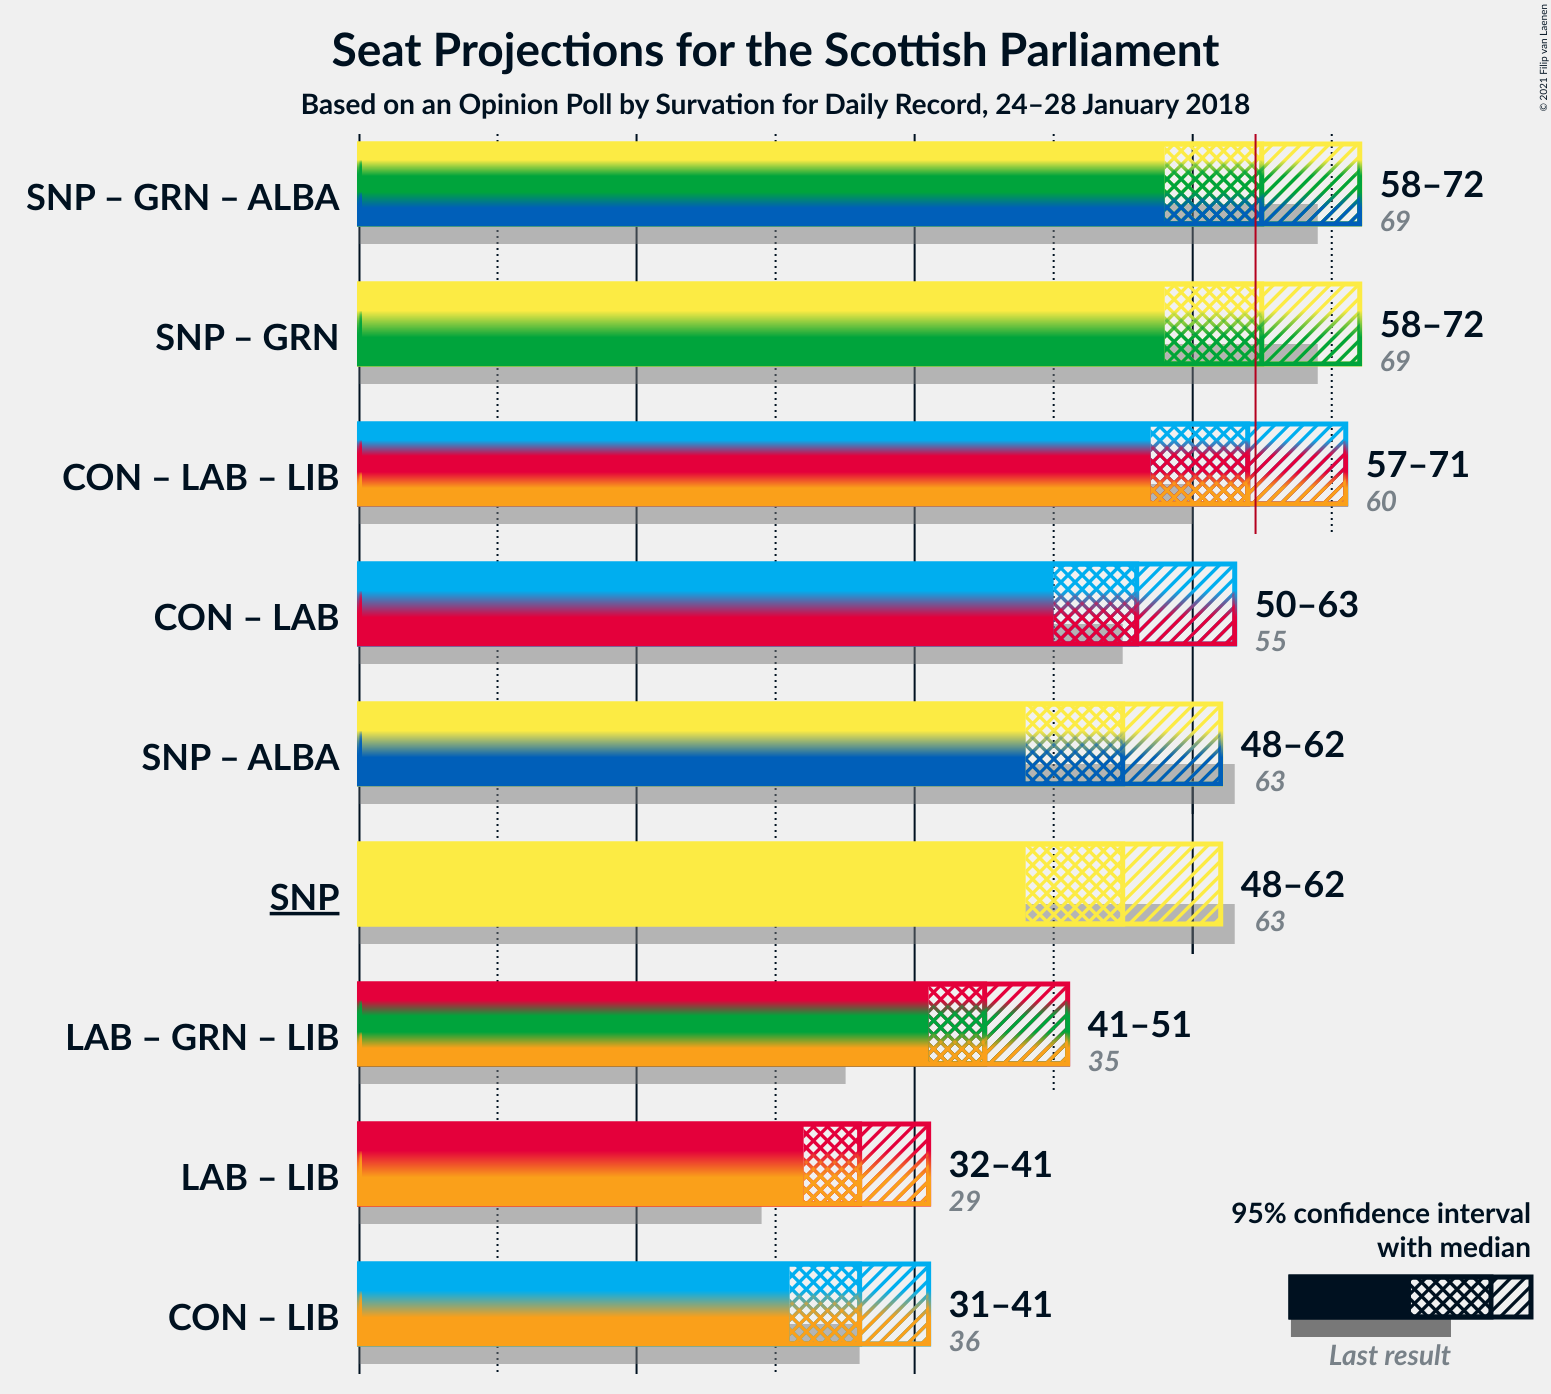 Seat Projections for the Scottish Parliament
Based on an Opinion Poll by Survation for Daily Record, 24–28 January 2018
© 2021 Filip van Laenen
SNP – GRN – ALBA
58–72
69
SNP – GRN
58–72
69
CON – LAB – LIB
57–71
60
CON – LAB
50–63
55
SNP – ALBA
48–62
63
SNP
48–62
63
LAB – GRN – LIB
41–51
35
LAB – LIB
32–41
29
CON – LIB
31–41
36
95% confidence interval
with median
Last result